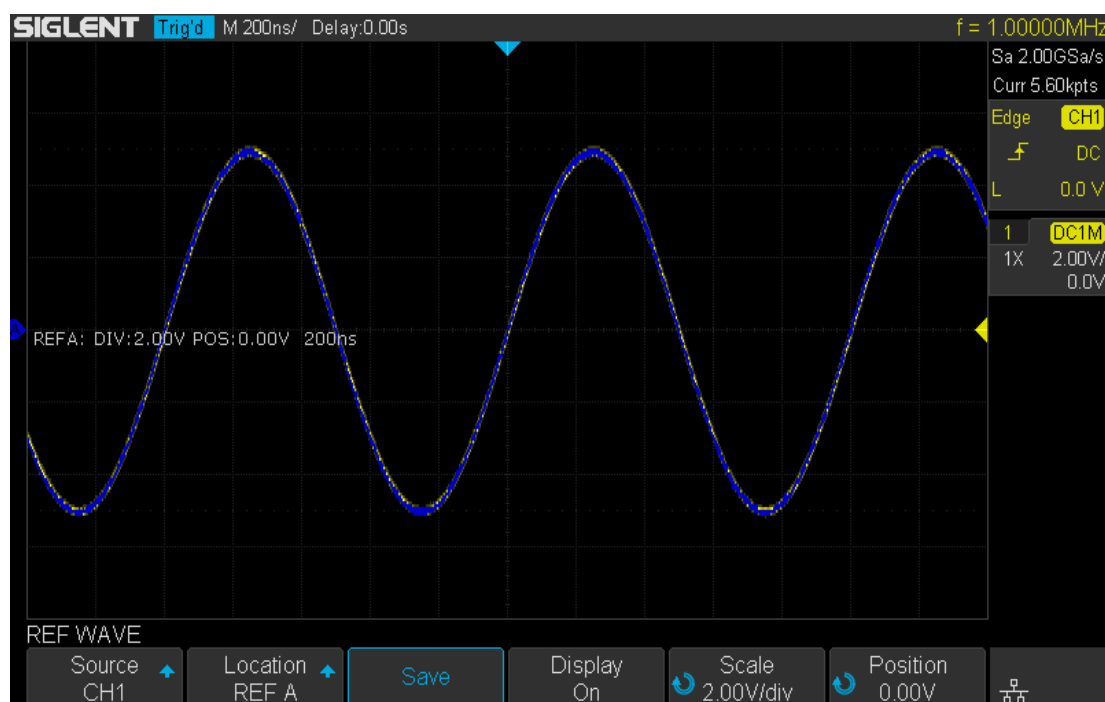 SIGLENT Trig'd M 200ns/ Delay:0.00s f = 1.00000MHz
Sa 2.00GSa/s
Curr 5.60kpts
Edge CH1
DC
L 0.0 V
1 DC1M
1X 2.00V/
0.0V
A
REFA: DIV:2.00V POS:0.00V 200ns
REF WAVE
Source
CH1
Location
REF A
Save
Display
On
Scale
2.00V/div
Position
0.00V